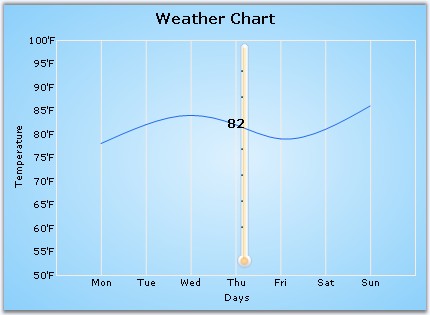 Weather Chart
100'F
95'F
90'F
85'F
80'F
75'F
70'F
65'F
60'F
55'F
50'F
Temperature
82
Mon Tue Wed Thu Fri Sat Sun
Days